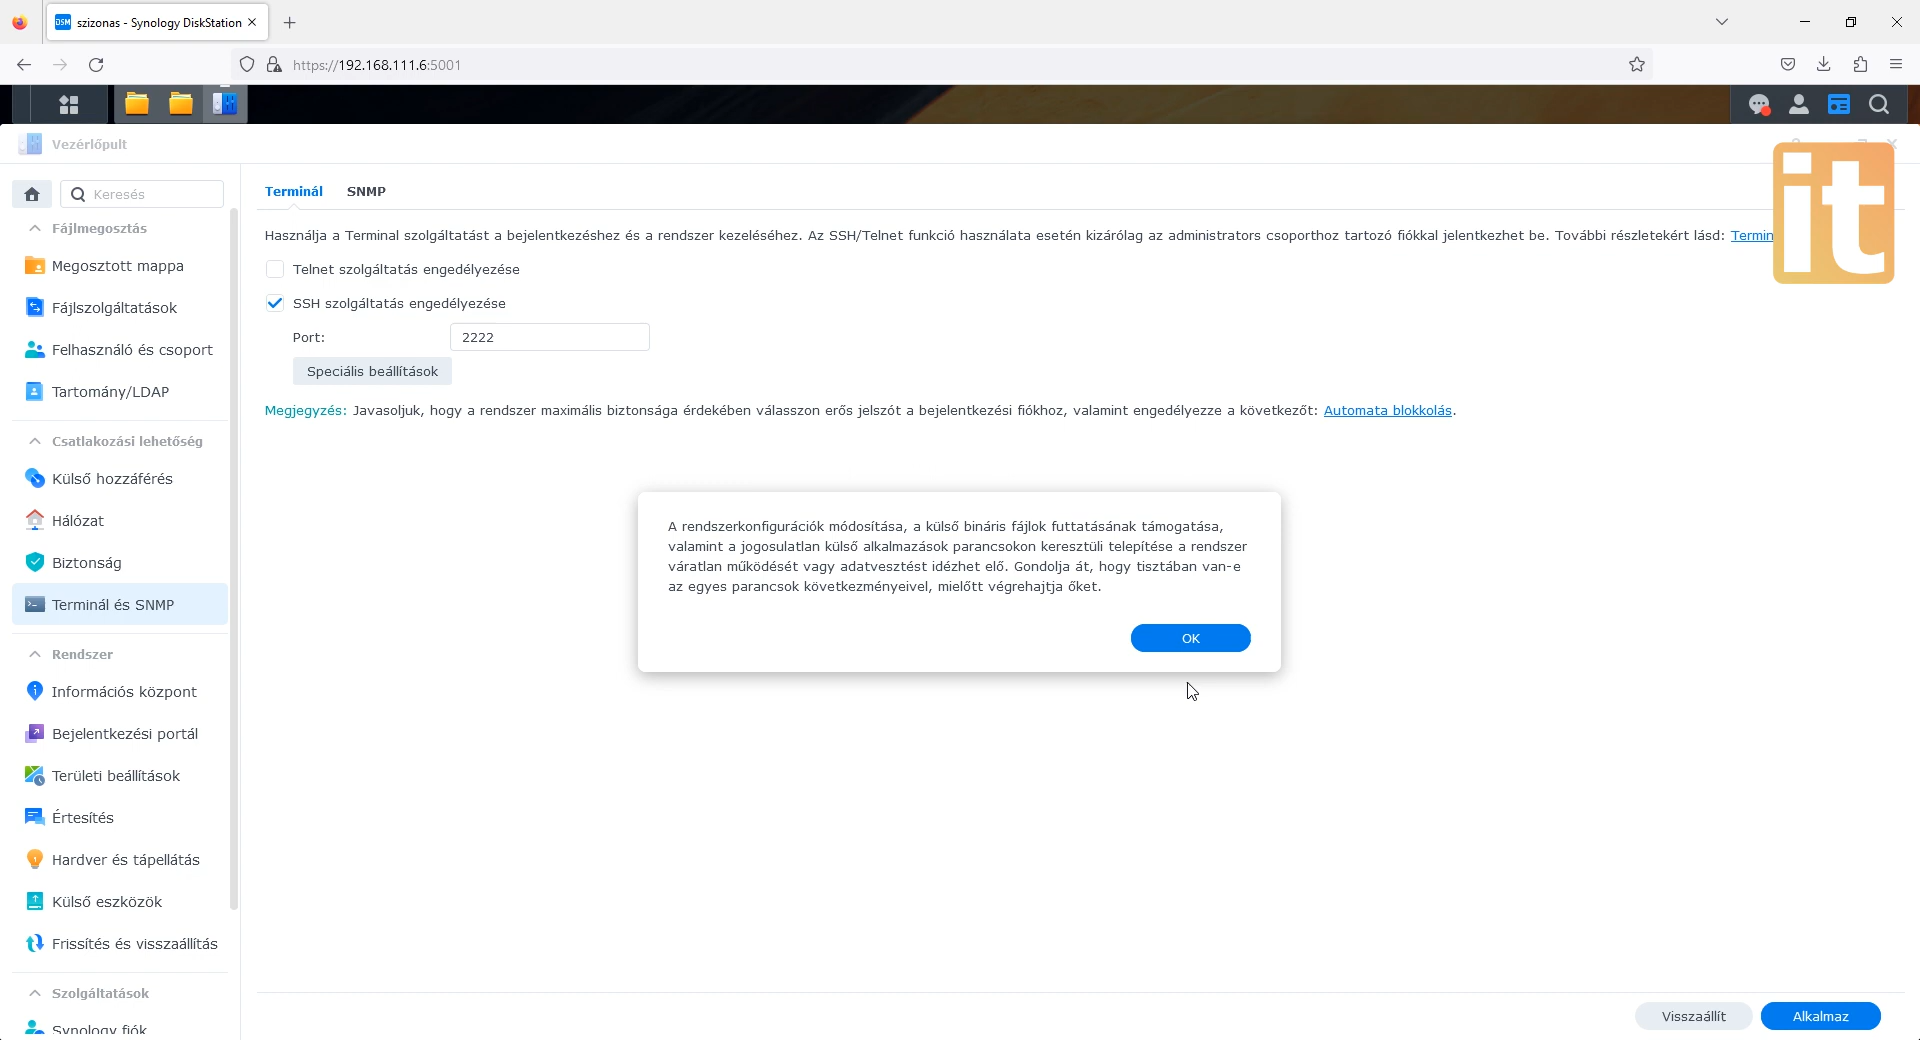 szizonas - Synology DiskStation
https://192.168.111.6:5001
Vezérlőpult
Keresés
Fájlmegosztás
Megosztott mappa
Fájlszolgáltatások
Felhasználó és csoport
Tartomány/LDAP
Csatlakozási lehetőség
Külső hozzáférés
Hálózat
Biztonság
Terminál és SNMP
Rendszer
Információs központ
Bejelentkezési portál
Területi beállítások
Értesítés
Hardver és tápellátás
Külső eszközök
Frissítés és visszaállítás
Szolgáltatások
Synology fiók
Terminál SNMP
Használja a Terminal szolgáltatást a bejelentkezéshez és a rendszer kezeléséhez. Az SSH/Telnet funkció használata esetén kizárólag az administrators csoporthoz tartozó fiókkal jelentkezhet be. További részletekért lásd: Termin
it
Telnet szolgáltatás engedélyezése
SSH szolgáltatás engedélyezése
Port: 2222
Speciális beállítások
Megjegyzés: Javasoljuk, hogy a rendszer maximális biztonsága érdekében válasszon erős jelszót a bejelentkezési fiókhoz, valamint engedélyezze a következőt: Automata blokkolás.
A rendszerkonfigurációk módosítása, a külső bináris fájlok futtatásának támogatása,
valamint a jogosulatlan külső alkalmazások parancsokon keresztüli telepítése a rendszer
váratlan működését vagy adatvesztést idézhet elő. Gondolja át, hogy tisztában van-e
az egyes parancsok következményeivel, mielőtt végrehajtja őket.
OK
Visszaállít
Alkalmaz